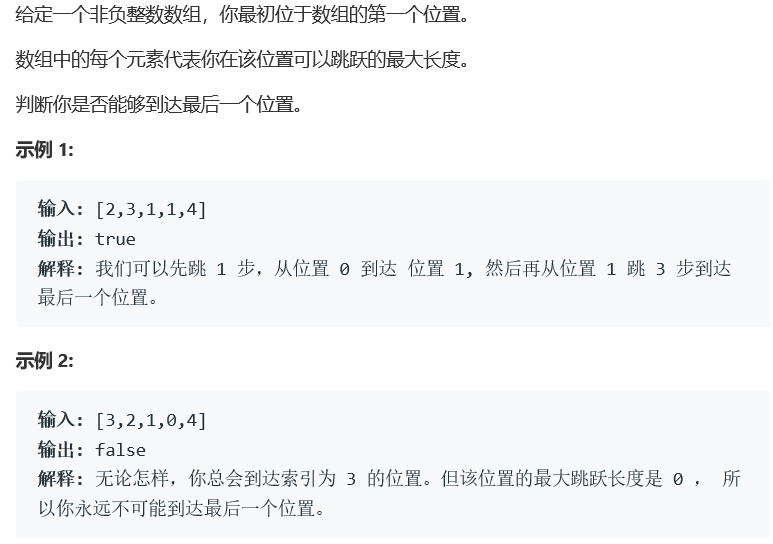 给定一个非负整数数组，你最初位于数组的第一个位置。
数组中的每个元素代表你在该位置可以跳跃的最大长度。
判断你是否能够到达最后一个位置。
示例 1:
输入: [2,3,1,1,4]
输出: true
解释: 我们可以先跳 1 步，从位置 0 到达 位置 1, 然后再从位置 1 跳 3 步到达
最后一个位置。
示例 2:
输入: [3,2,1,0,4]
输出: false
解释: 无论怎样，你总会到达索引为 3 的位置。但该位置的最大跳跃长度是 0 ， 所
以你永远不可能到达最后一个位置。